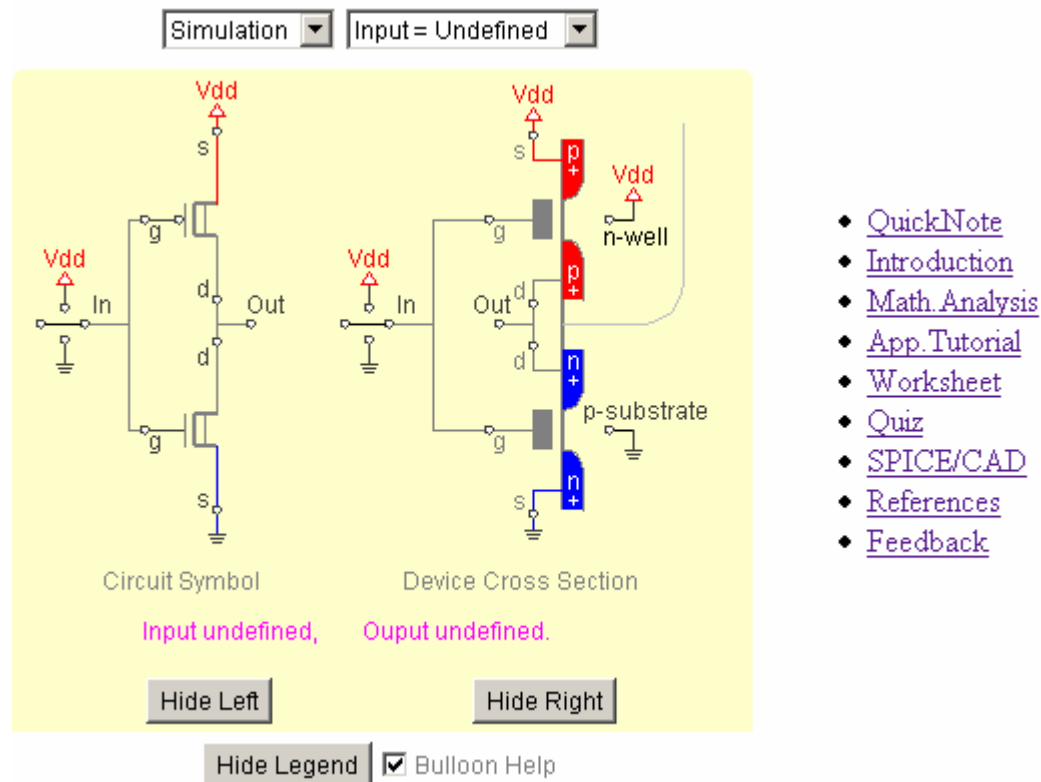 Simulation Input = Undefined
Vdd Vdd
s s p+
Vdd
g g n-well
Vdd Vdd p+
In d Out In Out d
d d n+
p-substrate
g g
s s n+
Circuit Symbol Device Cross Section
Input undefined, Ouput undefined.
Hide Left Hide Right
Hide Legend Bulloon Help
QuickNote
Introduction
Math.Analysis
App.Tutorial
Worksheet
Quiz
SPICE/CAD
References
Feedback